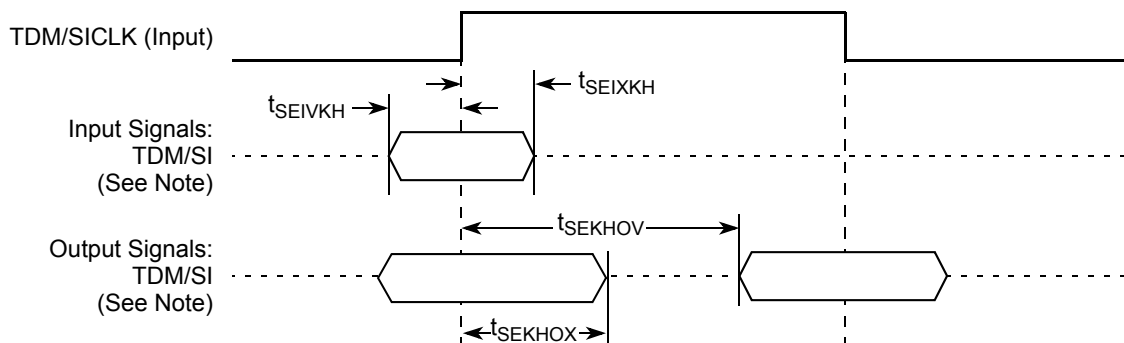 TDM/SICLK (Input)
tSEIXKH
tSEIVKH
Input Signals:
TDM/SI
(See Note)
tSEKHOV
Output Signals:
TDM/SI
(See Note)
tSEKHOX